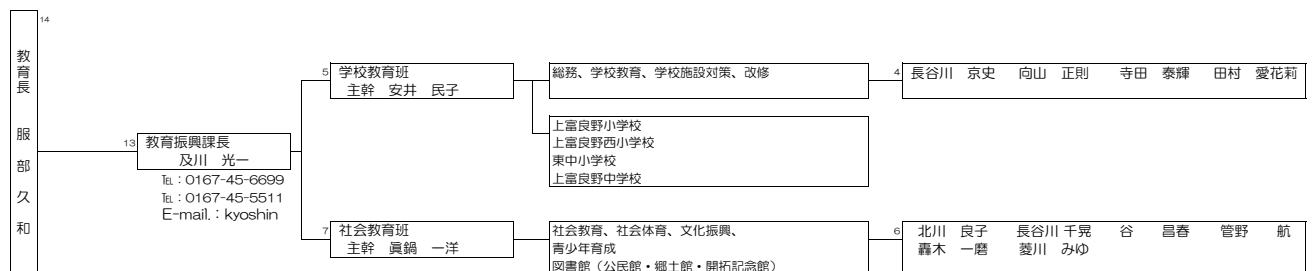 14
教育長 服部久和
13 教育振興課長
及川 光一
℡：0167-45-6699
℡：0167-45-5511
E-mail.：kyoshin
5 学校教育班
主幹 安井 民子
総務、学校教育、学校施設対策、改修
4 長谷川 京史 向山 正則 寺田 泰輝 田村 愛花莉
上富良野小学校
上富良野西小学校
東中小学校
上富良野中学校
7 社会教育班
主幹 眞鍋 一洋
社会教育、社会体育、文化振興、
青少年育成
図書館（公民館・郷土館・開拓記念館）
6 北川 良子 長谷川 千晃 谷 昌春 管野 航
轟木 一磨 菱川 みゆ